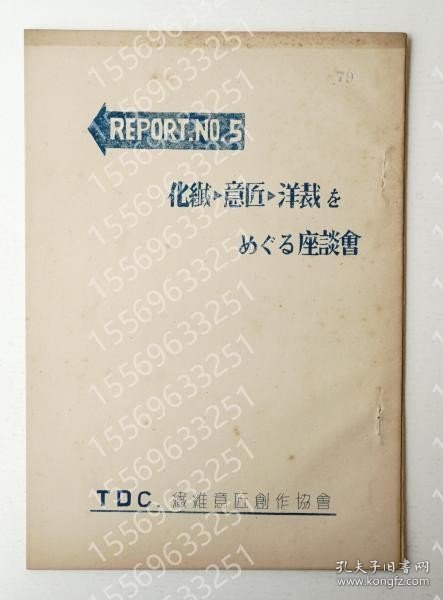 79
REPORT.NO.5
化繊▶意匠▶洋裁を
めぐる座談會
TDC. 繊維意匠創作協會
15569633251
孔夫子旧书网
www.kongfz.com